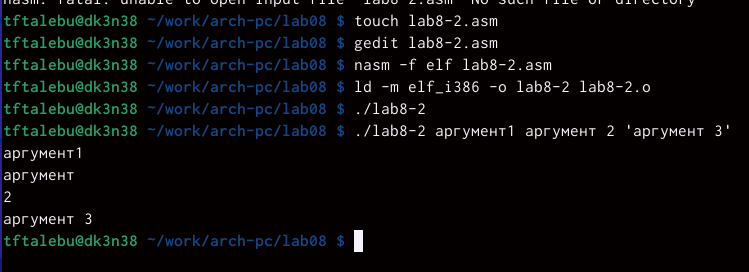 nasm: fatal: unable to open input file `lab8-2.asm' No such file or directory
tftalebu@dk3n38 ~/work/arch-pc/lab08 $ touch lab8-2.asm
tftalebu@dk3n38 ~/work/arch-pc/lab08 $ gedit lab8-2.asm
tftalebu@dk3n38 ~/work/arch-pc/lab08 $ nasm -f elf lab8-2.asm
tftalebu@dk3n38 ~/work/arch-pc/lab08 $ ld -m elf_i386 -o lab8-2 lab8-2.o
tftalebu@dk3n38 ~/work/arch-pc/lab08 $ ./lab8-2
tftalebu@dk3n38 ~/work/arch-pc/lab08 $ ./lab8-2 аргумент1 аргумент 2 'аргумент 3'
аргумент1
аргумент
2
аргумент 3
tftalebu@dk3n38 ~/work/arch-pc/lab08 $